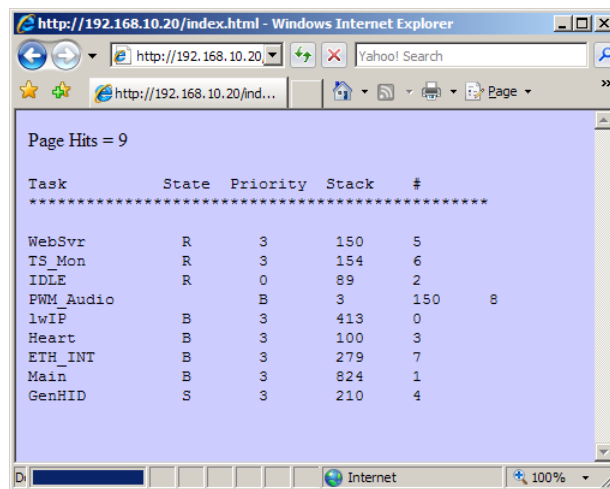 http://192.168.10.20/index.html - Windows Internet Explorer
http://192.168.10.20 Yahoo! Search
http://192.168.10.20/ind... Page
Page Hits = 9
Task State Priority Stack #
**************************************************
WebSvr R 3 150 5
TS_Mon R 3 154 6
IDLE R 0 89 2
PWM_Audio B 3 150 8
lwIP B 3 413 0
Heart B 3 100 3
ETH_INT B 3 279 7
Main B 3 824 1
GenHID S 3 210 4
Internet 100%